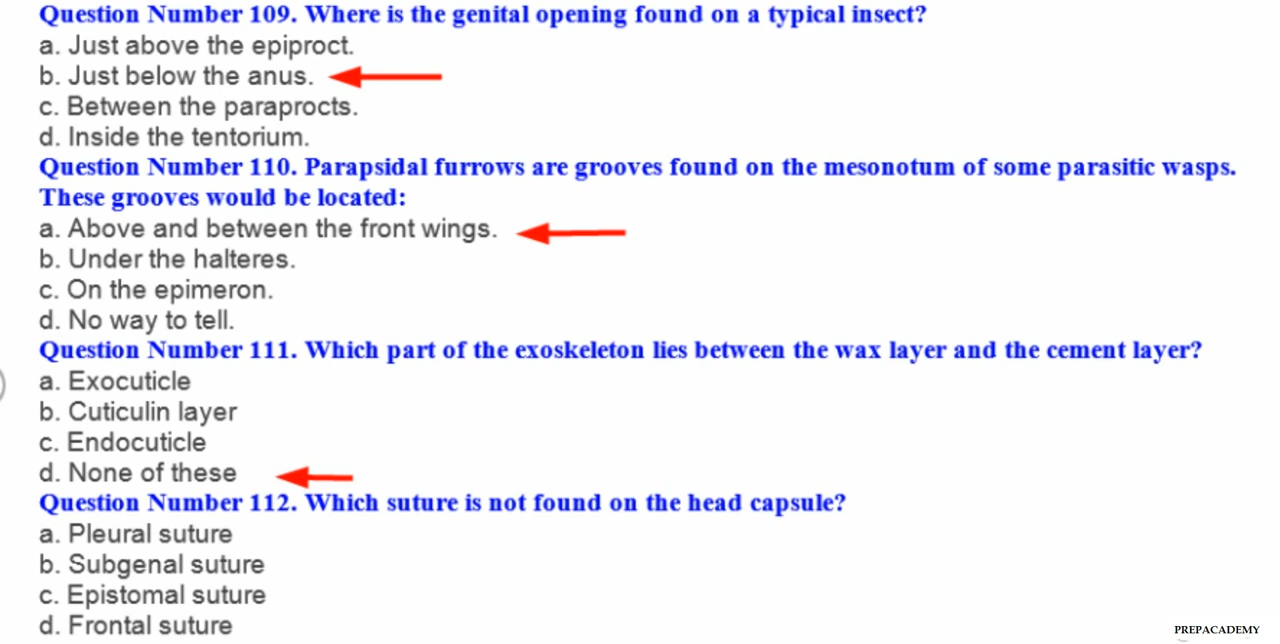 Question Number 109. Where is the genital opening found on a typical insect?
a. Just above the epiproct.
b. Just below the anus.
c. Between the paraprocts.
d. Inside the tentorium.
Question Number 110. Parapsidal furrows are grooves found on the mesonotum of some parasitic wasps.
These grooves would be located:
a. Above and between the front wings.
b. Under the halteres.
c. On the epimeron.
d. No way to tell.
Question Number 111. Which part of the exoskeleton lies between the wax layer and the cement layer?
a. Exocuticle
b. Cuticulin layer
c. Endocuticle
d. None of these
Question Number 112. Which suture is not found on the head capsule?
a. Pleural suture
b. Subgenal suture
c. Epistomal suture
d. Frontal suture
PREPACADEMY